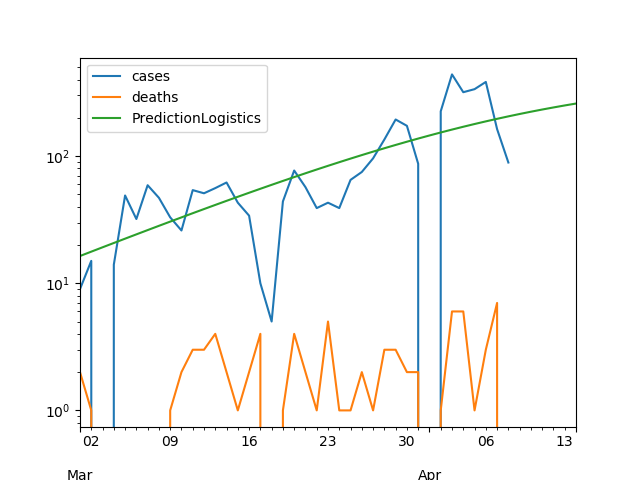 cases
deaths
PredictionLogistics
10²
10¹
10⁰
02 09 16 23 30 06 13
Mar Apr